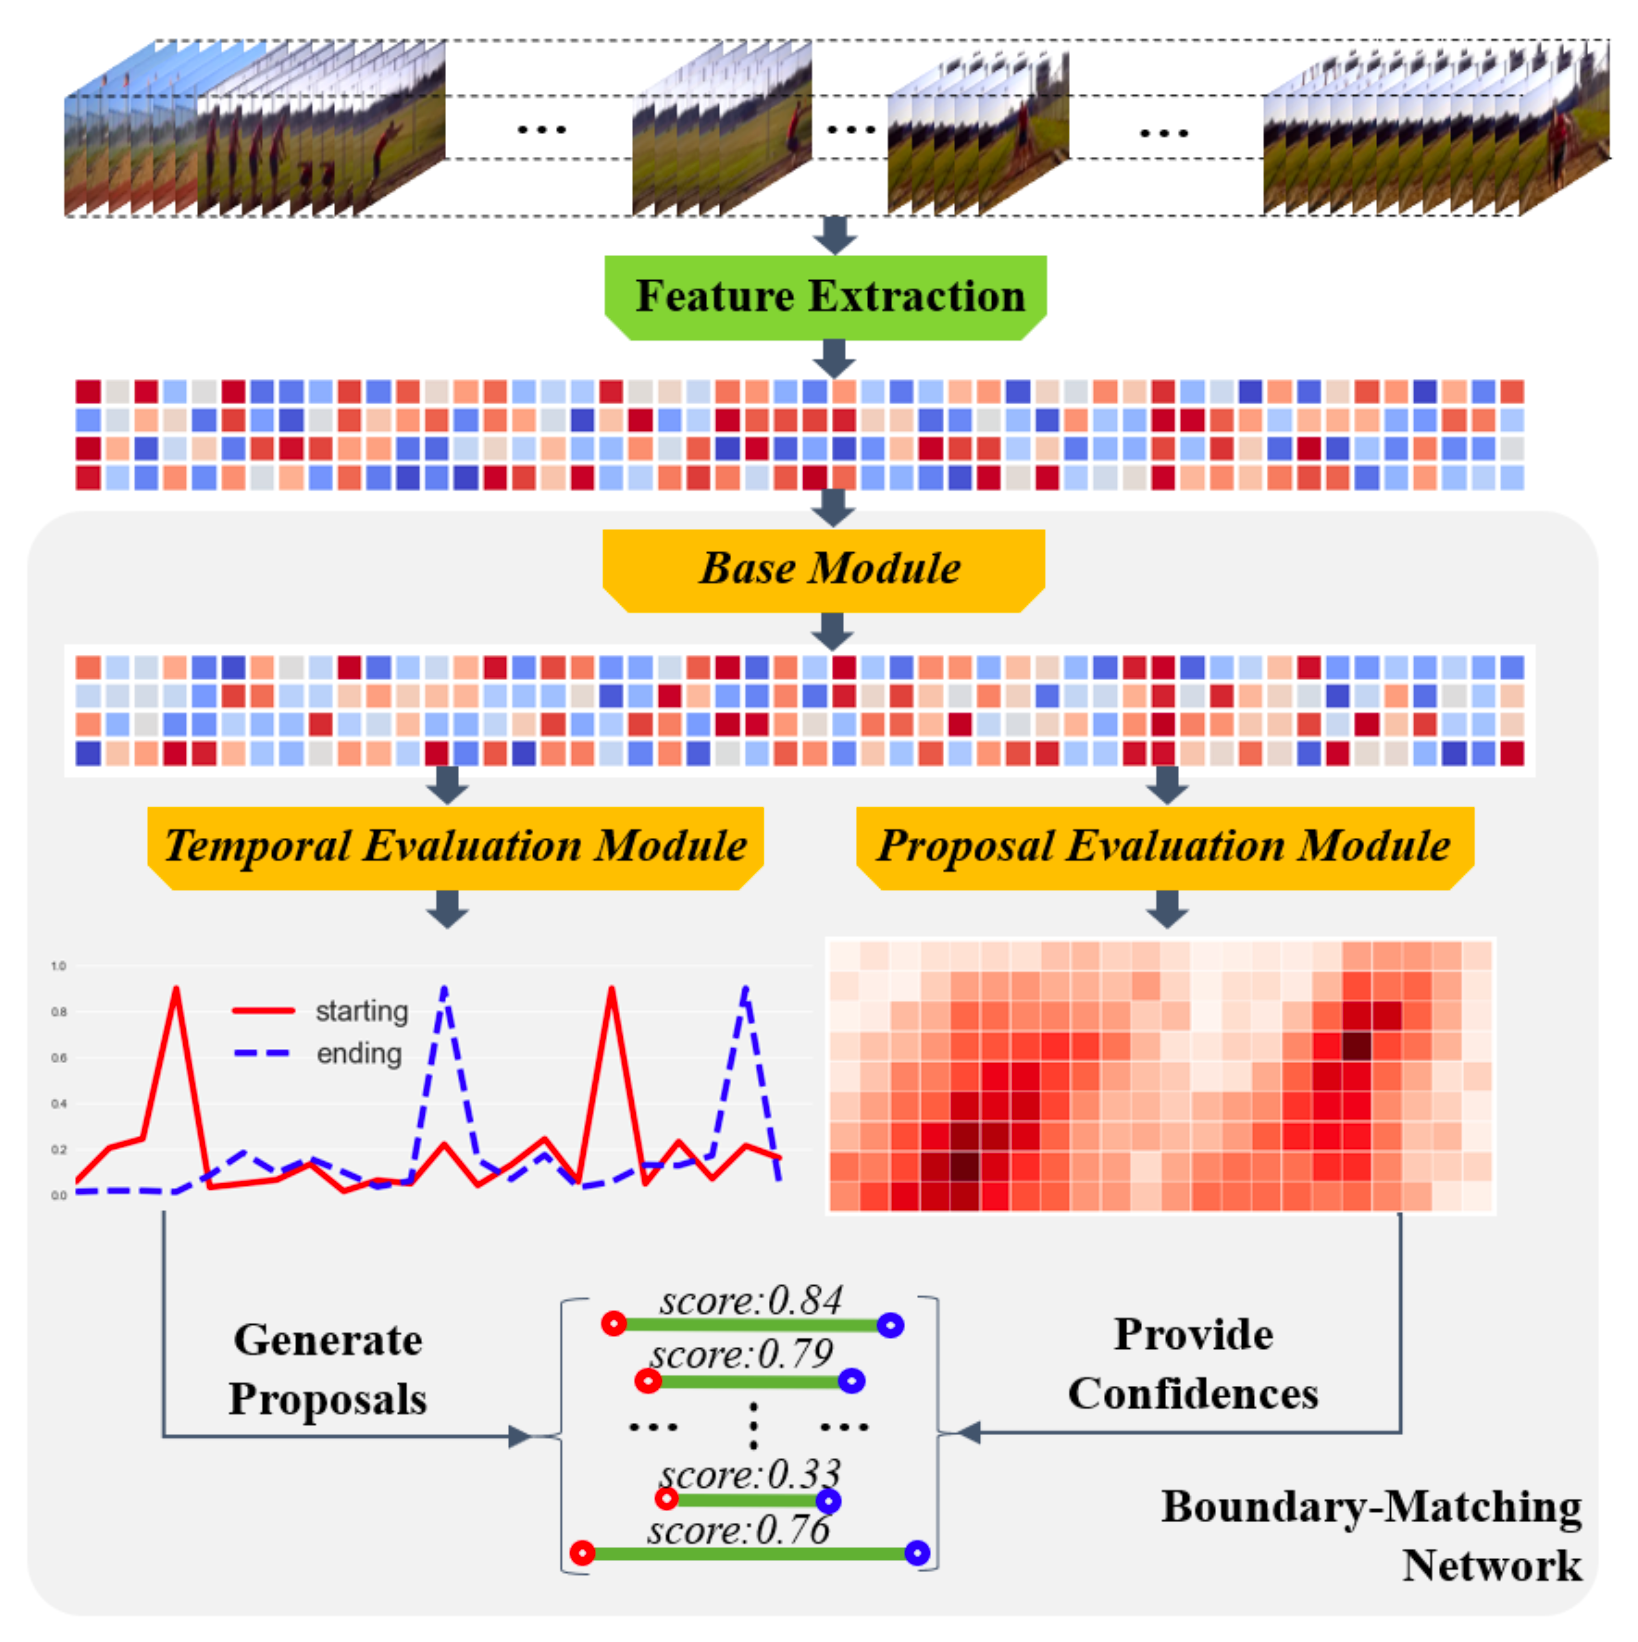 Feature Extraction
Base Module
Temporal Evaluation Module
Proposal Evaluation Module
1.0
0.8
0.6
0.4
0.2
0.0
starting
ending
Generate
Proposals
score:0.84
score:0.79
score:0.33
score:0.76
Provide
Confidences
Boundary-Matching
Network